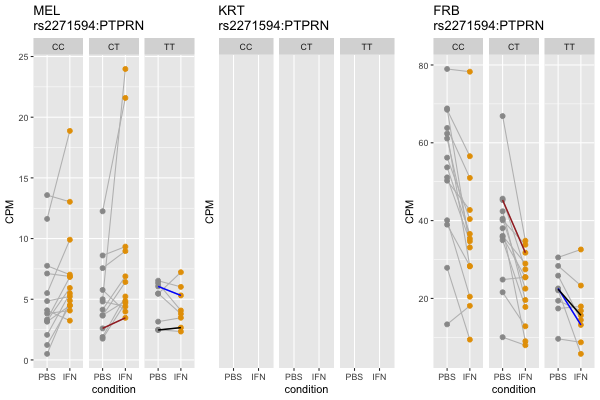 MEL
rs2271594:PTPRN
CC CT TT
25
20
15
10
5
0
CPM
PBS IFN PBS IFN PBS IFN
condition
KRT
rs2271594:PTPRN
CC CT TT
CPM
PBS IFN PBS IFN PBS IFN
condition
FRB
rs2271594:PTPRN
CC CT TT
80
60
40
20
CPM
PBS IFN PBS IFN PBS IFN
condition